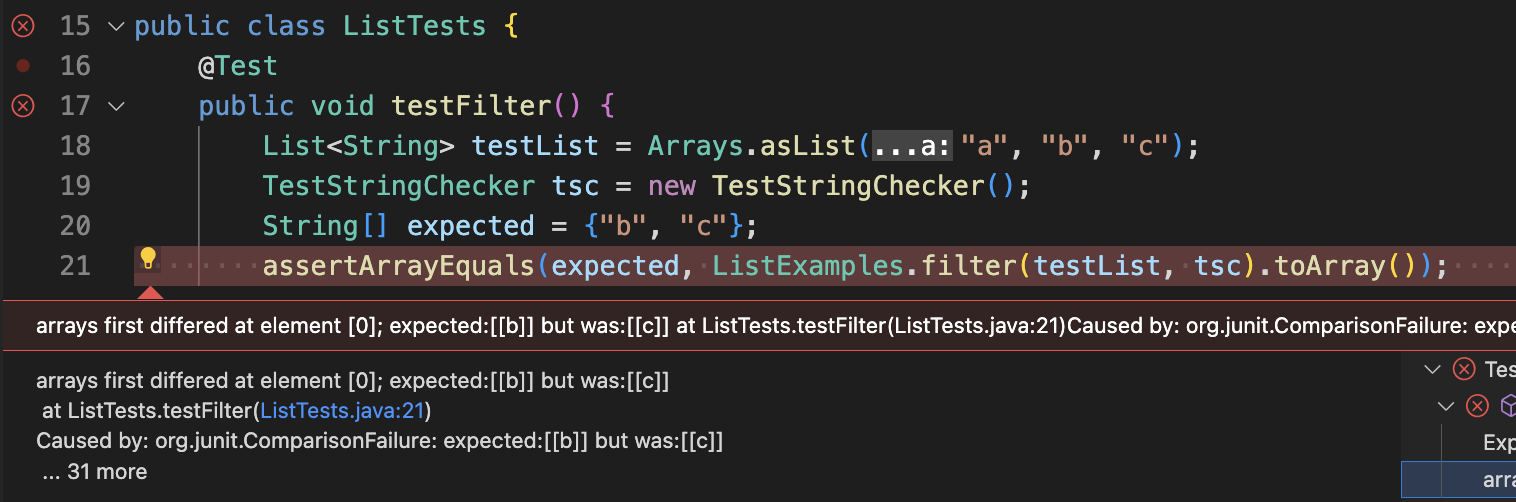 15 public class ListTests {
16 @Test
17 public void testFilter() {
18 List<String> testList = Arrays.asList(...a: "a", "b", "c");
19 TestStringChecker tsc = new TestStringChecker();
20 String[] expected = {"b", "c"};
21 assertArrayEquals(expected, ListExamples.filter(testList, tsc).toArray());
arrays first differed at element [0]; expected:[[b]] but was:[[c]] at ListTests.testFilter(ListTests.java:21)Caused by: org.junit.ComparisonFailure: expe
arrays first differed at element [0]; expected:[[b]] but was:[[c]]
at ListTests.testFilter(ListTests.java:21)
Caused by: org.junit.ComparisonFailure: expected:[[b]] but was:[[c]]
... 31 more
Tes
Exp
arra